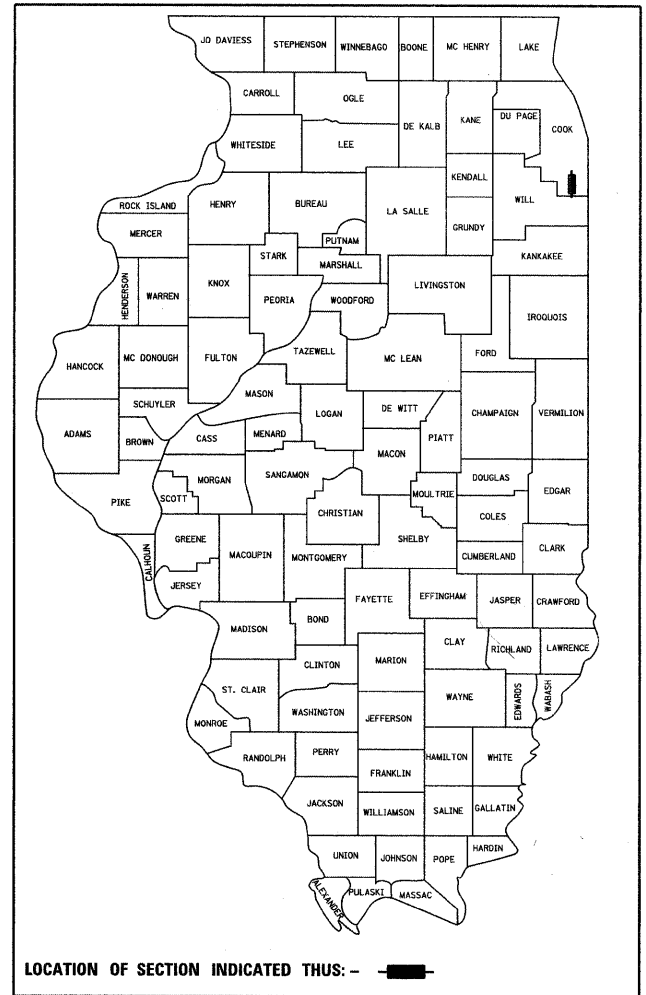 JO DAVIESS
STEPHENSON
WINNEBAGO
BOONE
MC HENRY
LAKE
CARROLL
OGLE
DE KALB
KANE
DU PAGE
COOK
WHITESIDE
LEE
KENDALL
WILL
ROCK ISLAND
HENRY
BUREAU
LA SALLE
GRUNDY
MERCER
PUTNAM
KANKAKEE
STARK
MARSHALL
HENDERSON
WARREN
KNOX
PEORIA
WOODFORD
LIVINGSTON
IROQUOIS
HANCOCK
MC DONOUGH
FULTON
TAZEWELL
MC LEAN
FORD
MASON
SCHUYLER
LOGAN
DE WITT
CHAMPAIGN
VERMILION
ADAMS
BROWN
CASS
MENARD
MACON
PIATT
PIKE
SCOTT
MORGAN
SANGAMON
MOULTRIE
DOUGLAS
EDGAR
CHRISTIAN
COLES
GREENE
MACOUPIN
MONTGOMERY
SHELBY
CUMBERLAND
CLARK
CALHOUN
JERSEY
FAYETTE
EFFINGHAM
JASPER
CRAWFORD
MADISON
BOND
CLAY
RICHLAND
LAWRENCE
CLINTON
MARION
ST. CLAIR
WAYNE
EDWARDS
WABASH
WASHINGTON
JEFFERSON
MONROE
RANDOLPH
PERRY
HAMILTON
WHITE
FRANKLIN
JACKSON
WILLIAMSON
SALINE
GALLATIN
UNION
JOHNSON
POPE
HARDIN
ALEXANDER
PULASKI
MASSAC
LOCATION OF SECTION INDICATED THUS: -